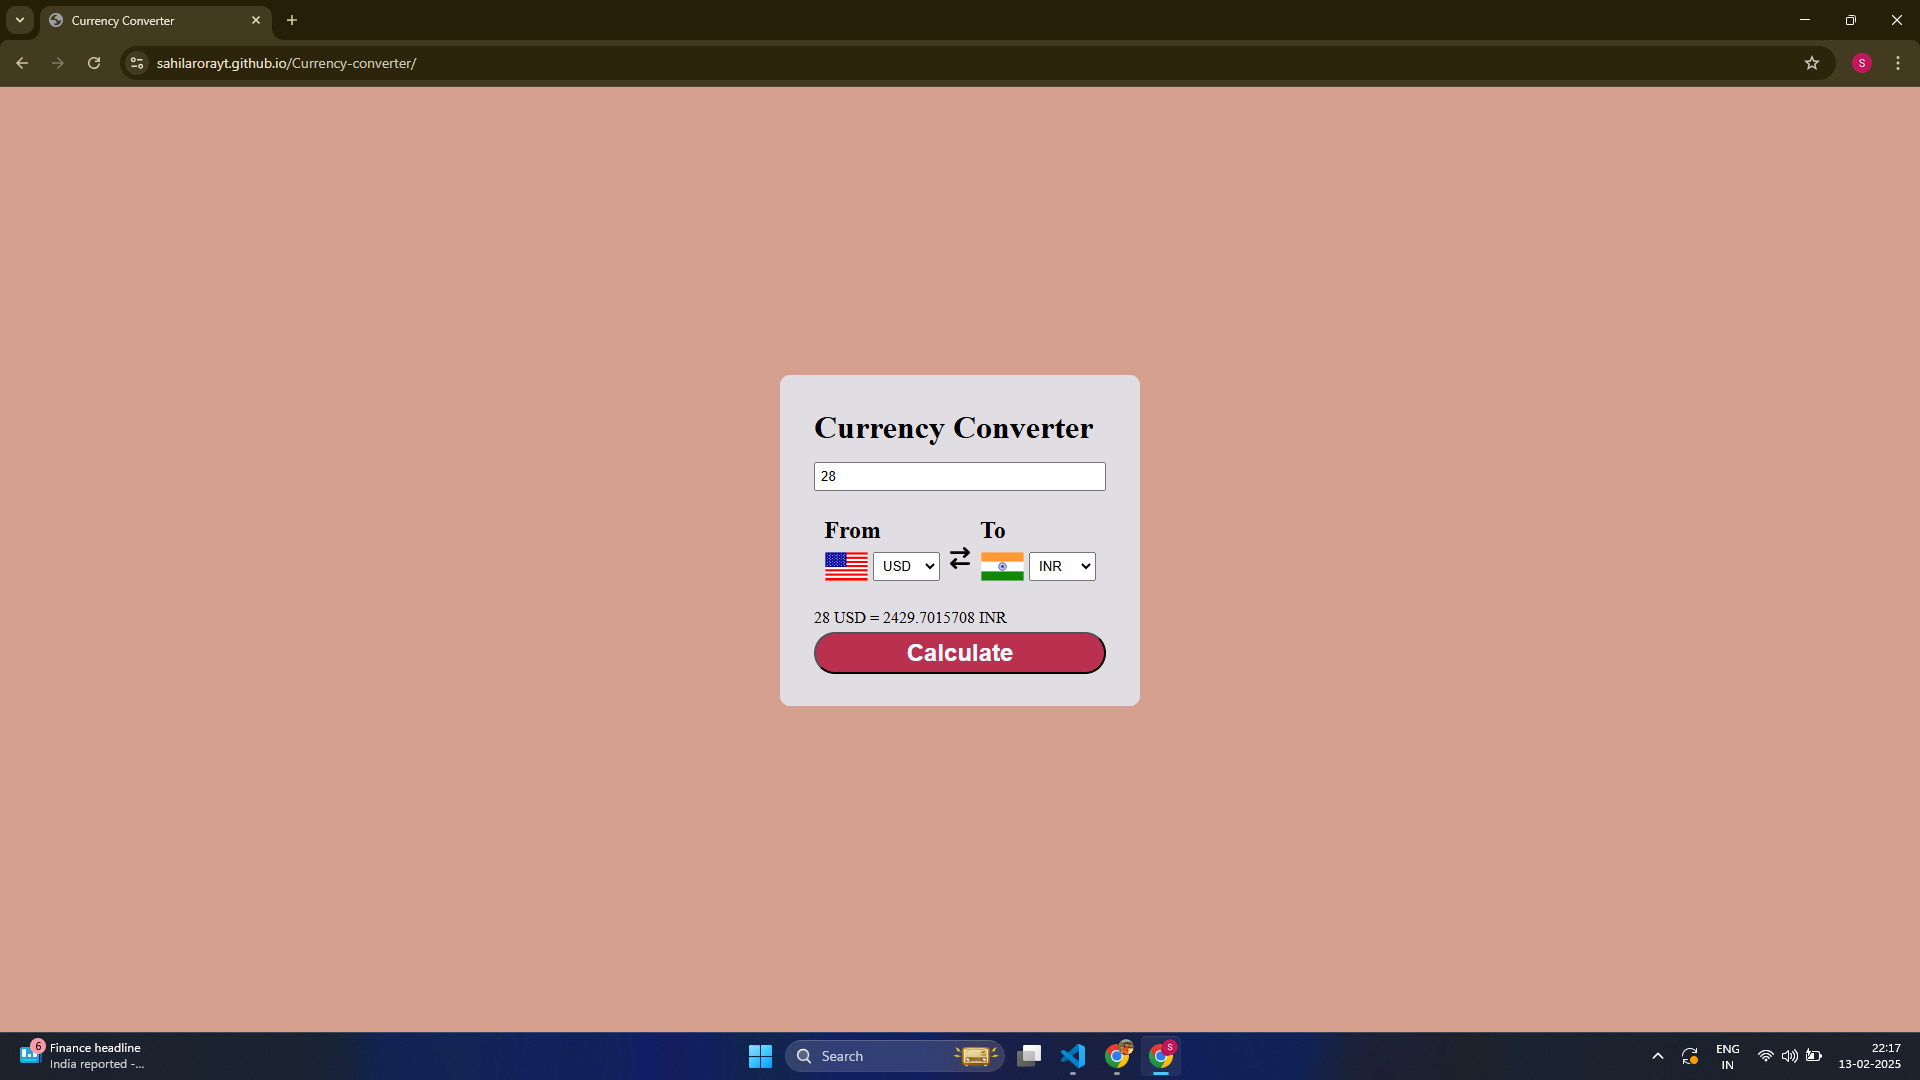 Currency Converter
sahilarorayt.github.io/Currency-converter/
S
Currency Converter
28
From To
USD INR
28 USD = 2429.7015708 INR
Calculate
6
Finance headline
India reported -...
Search
S
ENG
IN
22:17
13-02-2025